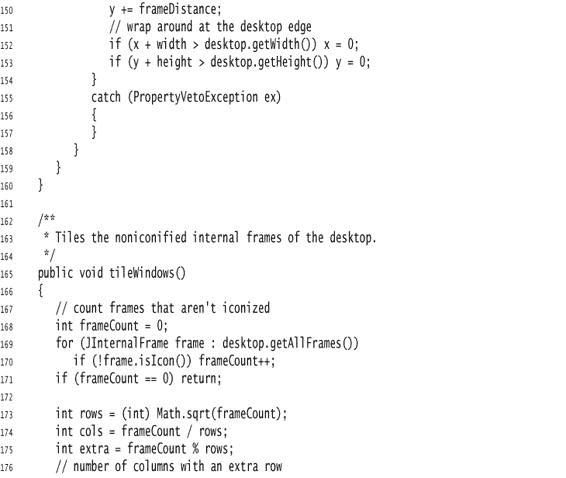 150 y += frameDistance;
151 // wrap around at the desktop edge
152 if (x + width > desktop.getWidth()) x = 0;
153 if (y + height > desktop.getHeight()) y = 0;
154 }
155 catch (PropertyVetoException ex)
156 {
157 }
158 }
159 }
160 }
161
162 /**
163 * Tiles the noniconified internal frames of the desktop.
164 */
165 public void tileWindows()
166 {
167 // count frames that aren't iconized
168 int frameCount = 0;
169 for (JInternalFrame frame : desktop.getAllFrames())
170 if (!frame.isIcon()) frameCount++;
171 if (frameCount == 0) return;
172
173 int rows = (int) Math.sqrt(frameCount);
174 int cols = frameCount / rows;
175 int extra = frameCount % rows;
176 // number of columns with an extra row